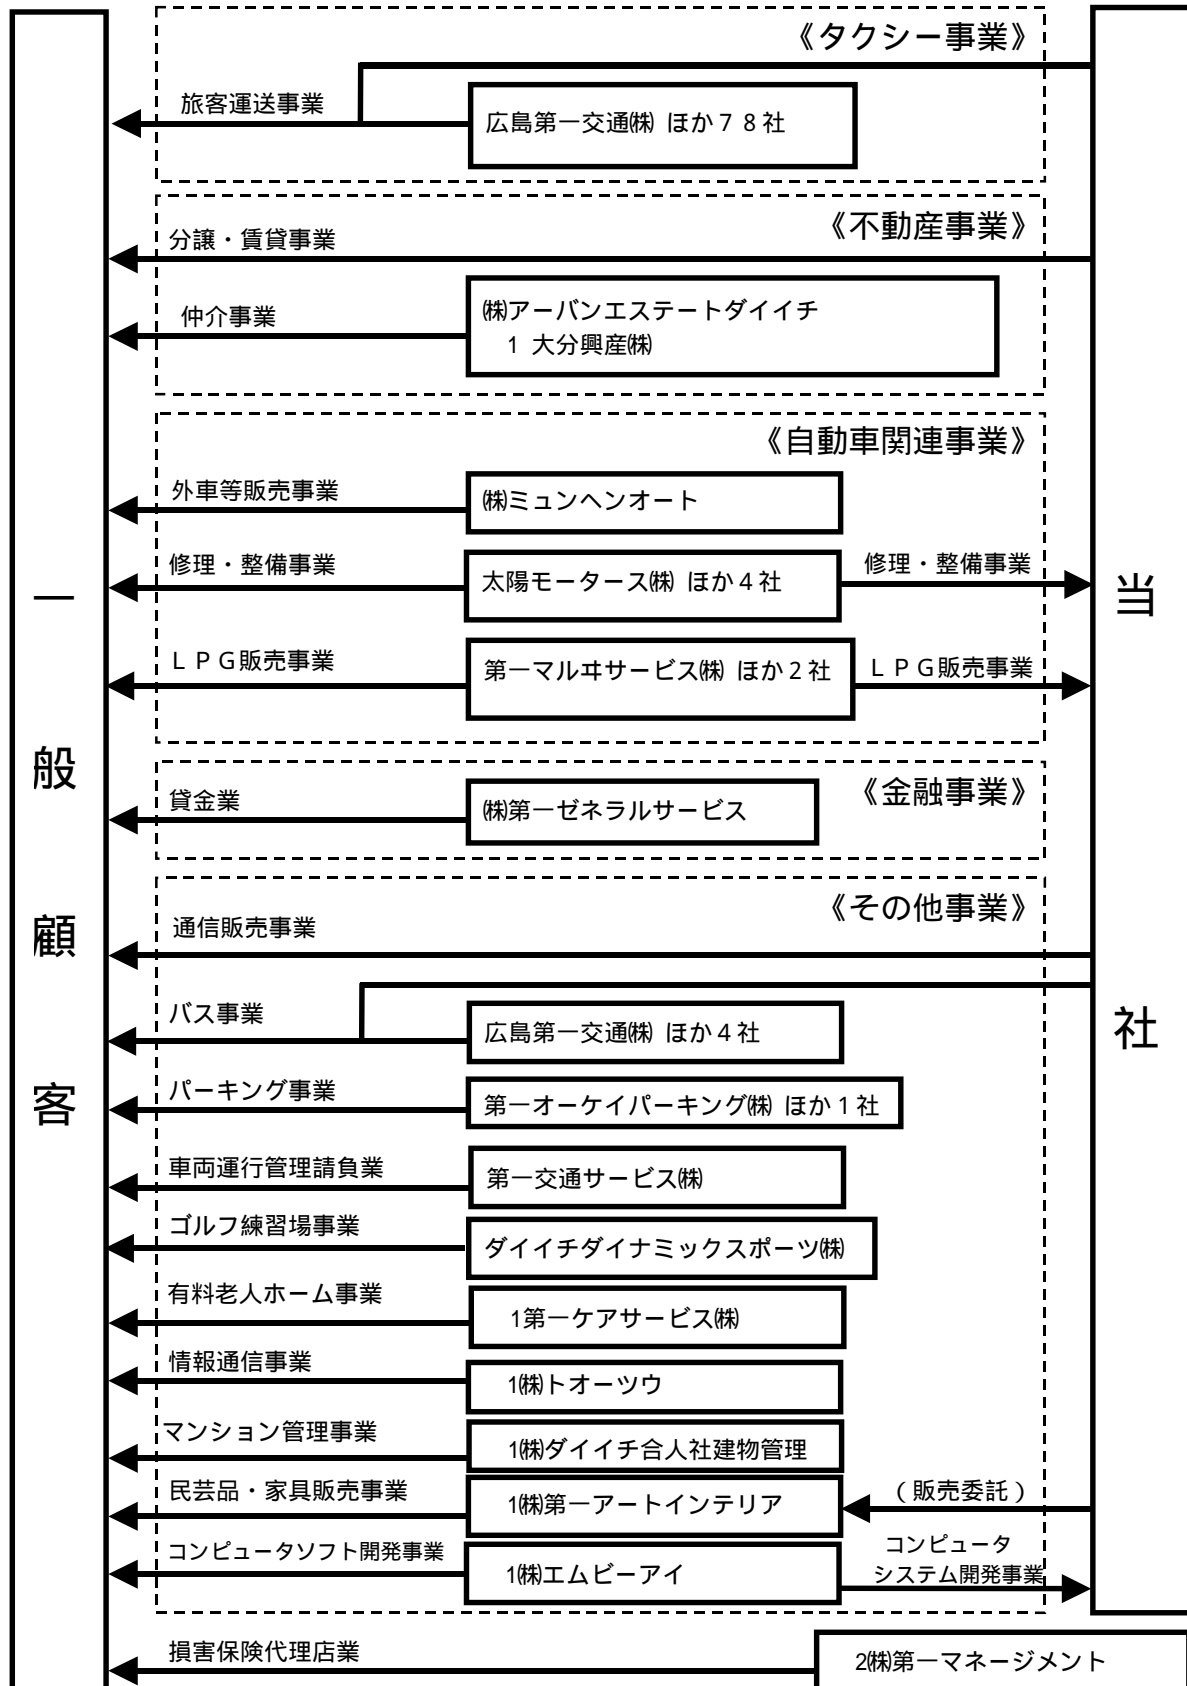 《タクシー事業》
旅客運送事業
広島第一交通㈱ ほか７８社
《不動産事業》
分譲・賃貸事業
仲介事業
㈱アーバンエステートダイイチ
1 大分興産㈱
《自動車関連事業》
外車等販売事業
㈱ミュンヘンオート
修理・整備事業
太陽モータース㈱ ほか４社
修理・整備事業
ＬＰＧ販売事業
第一マルヰサービス㈱ ほか２社
ＬＰＧ販売事業
《金融事業》
貸金業
㈱第一ゼネラルサービス
《その他事業》
通信販売事業
バス事業
広島第一交通㈱ ほか４社
パーキング事業
第一オーケイパーキング㈱ ほか１社
車両運行管理請負業
第一交通サービス㈱
ゴルフ練習場事業
ダイイチダイナミックスポーツ㈱
有料老人ホーム事業
1第一ケアサービス㈱
情報通信事業
1㈱トオーツウ
マンション管理事業
1㈱ダイイチ合人社建物管理
民芸品・家具販売事業
1㈱第一アートインテリア
（販売委託）
コンピュータソフト開発事業
1㈱エムビーアイ
コンピュータ
システム開発事業
損害保険代理店業
2㈱第一マネージメント
一般顧客
当社